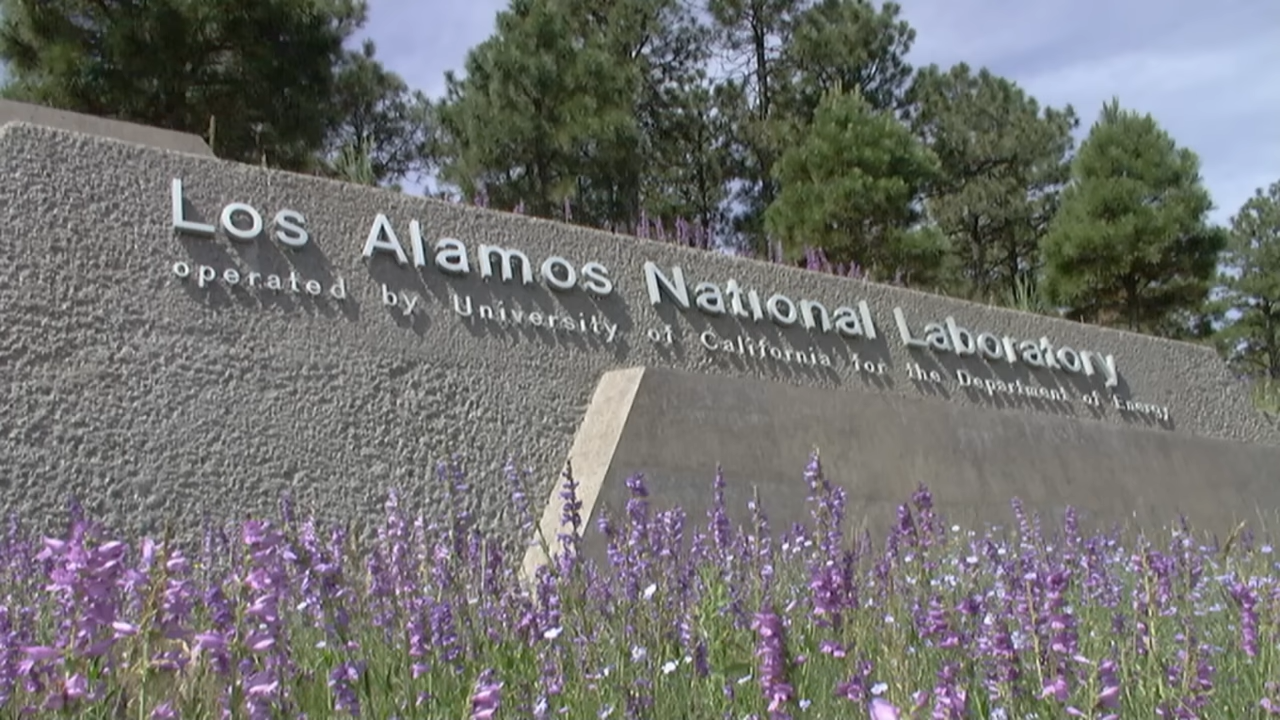 Los Alamos National Laboratory
operated by University of California for the Department of Energy